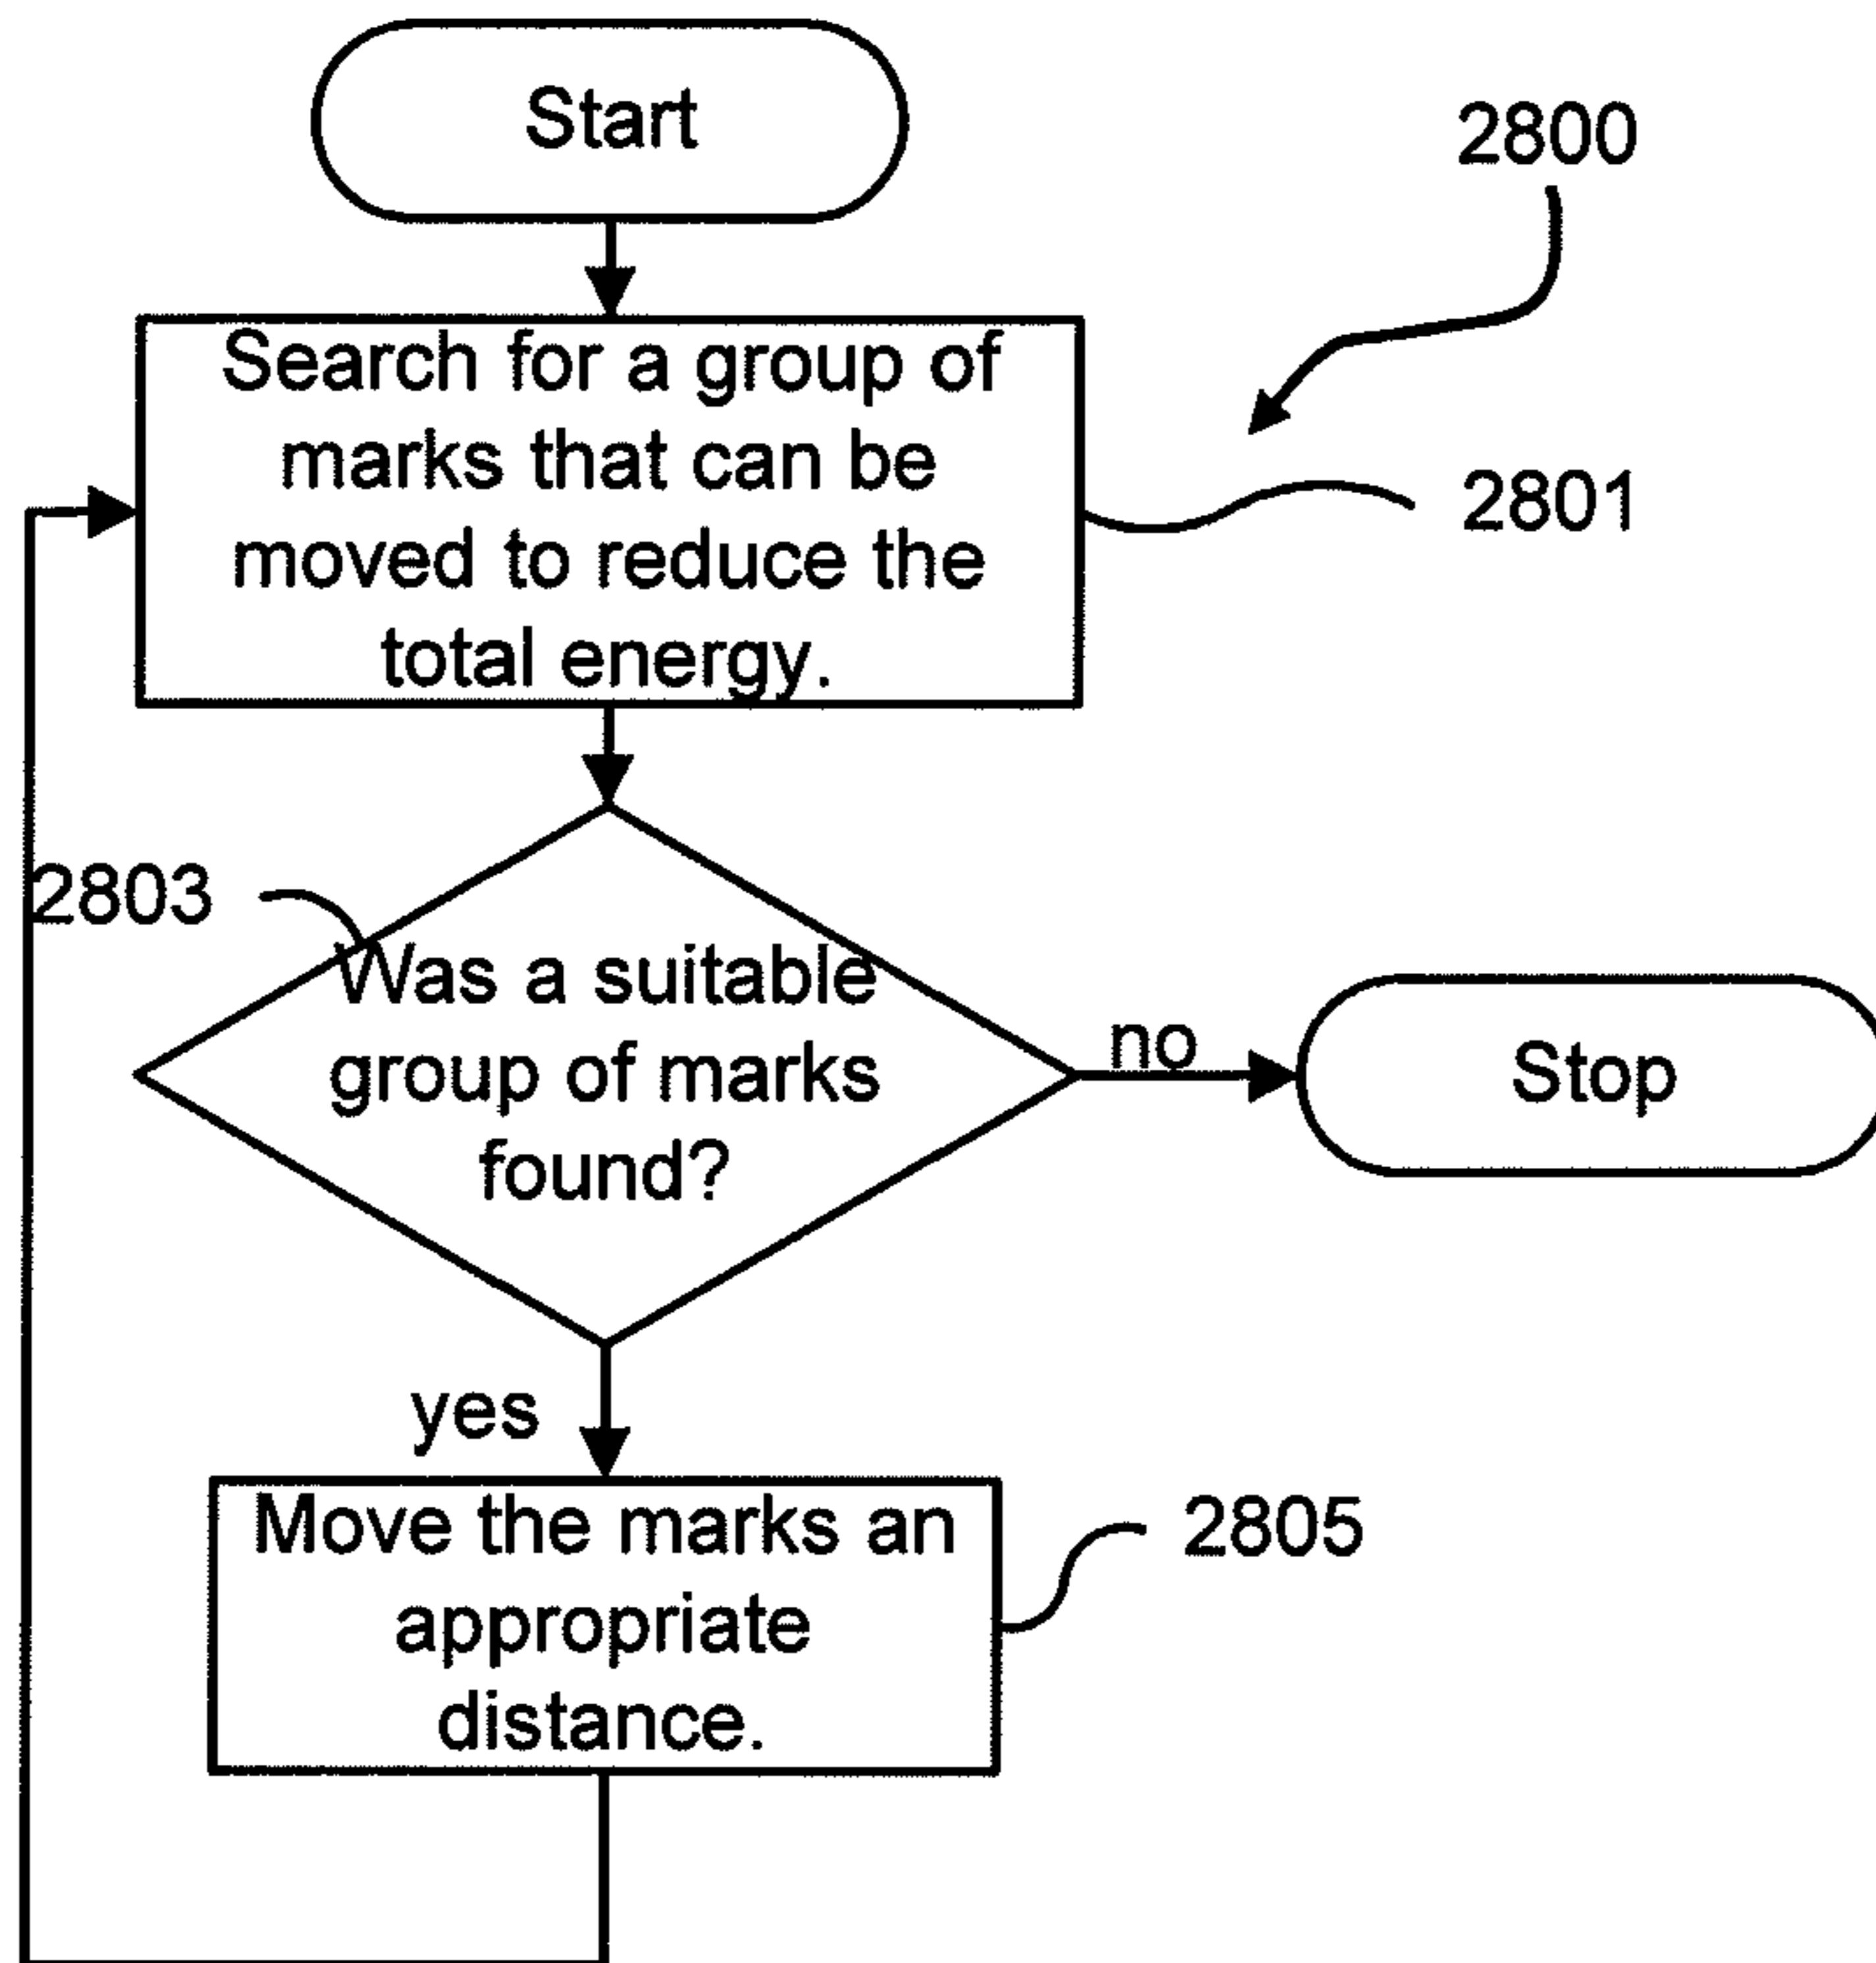 Start
2800
Search for a group of
marks that can be
moved to reduce the
total energy.
2801
2803
Was a suitable
group of marks
found?
no
Stop
yes
Move the marks an
appropriate
distance.
2805